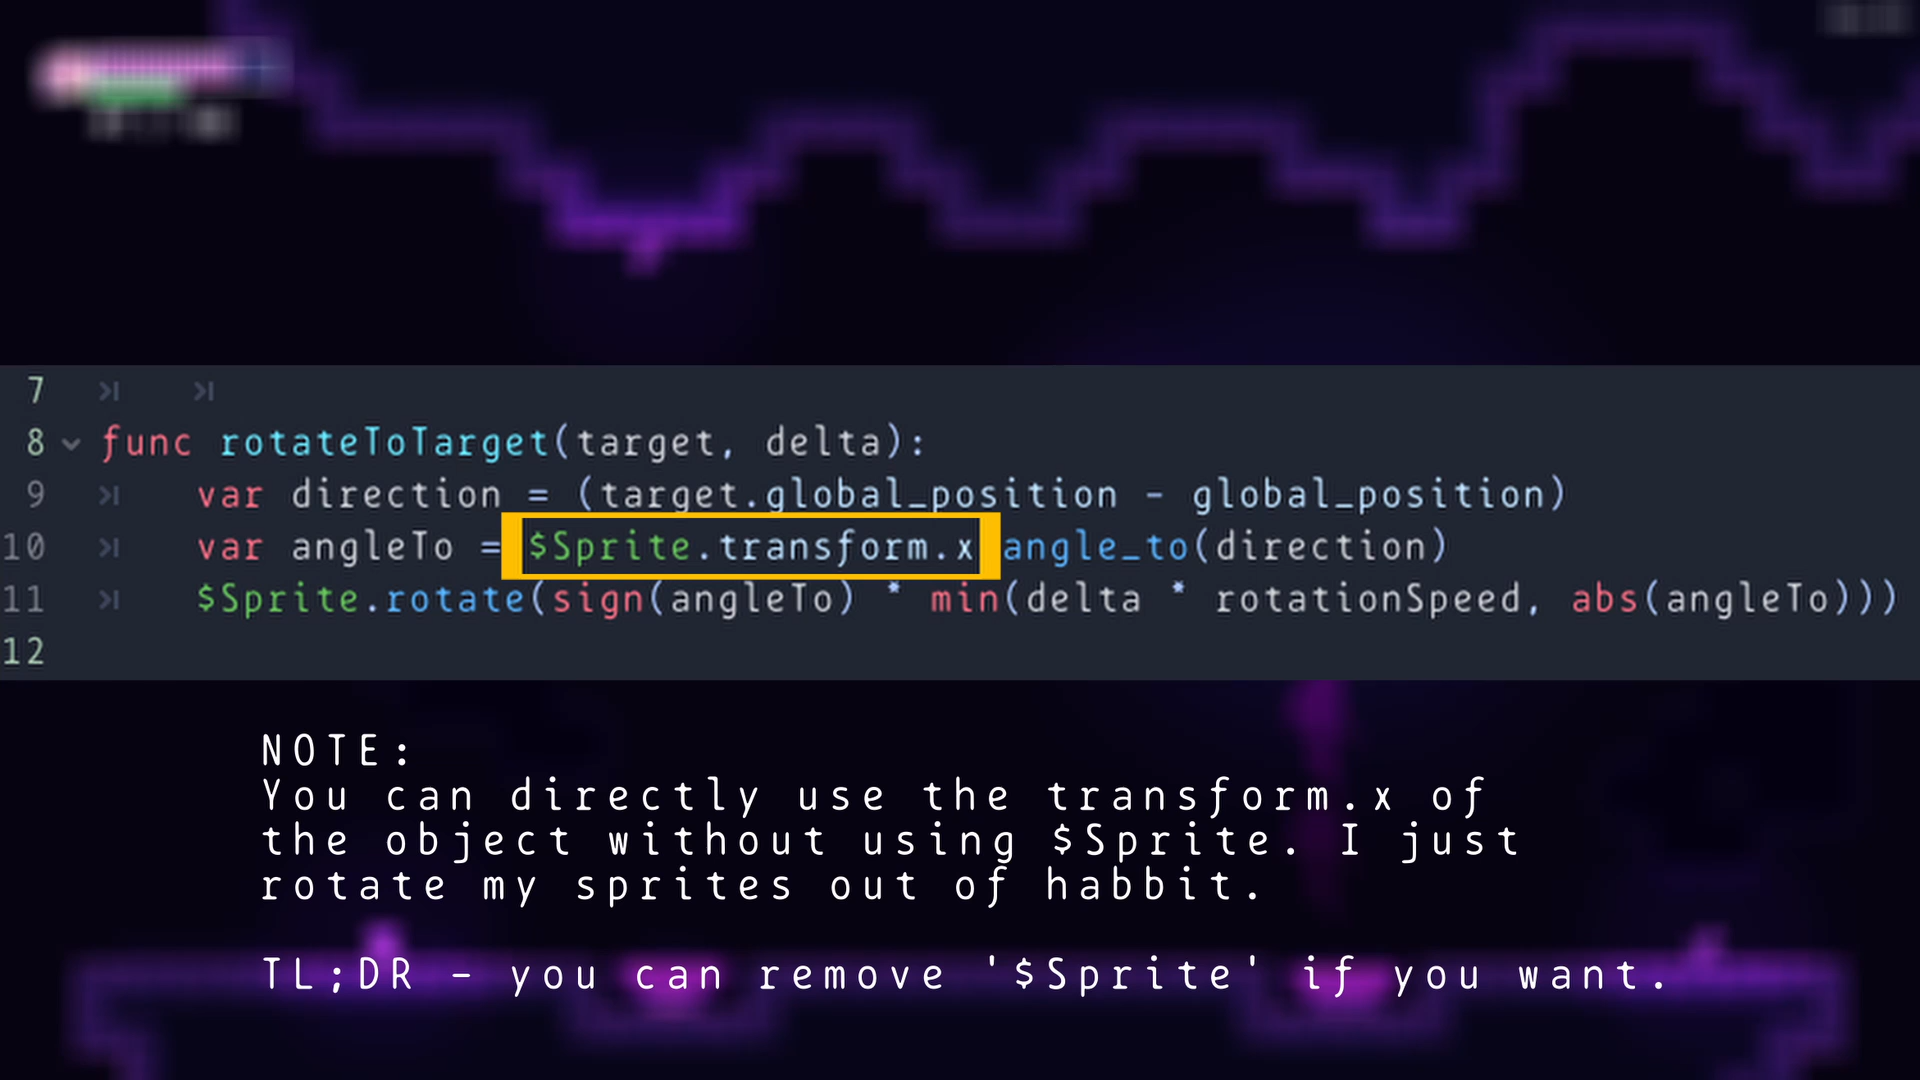 7
8 func rotateToTarget(target, delta):
9 var direction = (target.global_position - global_position)
10 var angleTo = $Sprite.transform.x angle_to(direction)
11 $Sprite.rotate(sign(angleTo) * min(delta * rotationSpeed, abs(angleTo)))
12
NOTE:
You can directly use the transform.x of
the object without using $Sprite. I just
rotate my sprites out of habbit.
TL;DR - you can remove '$Sprite' if you want.